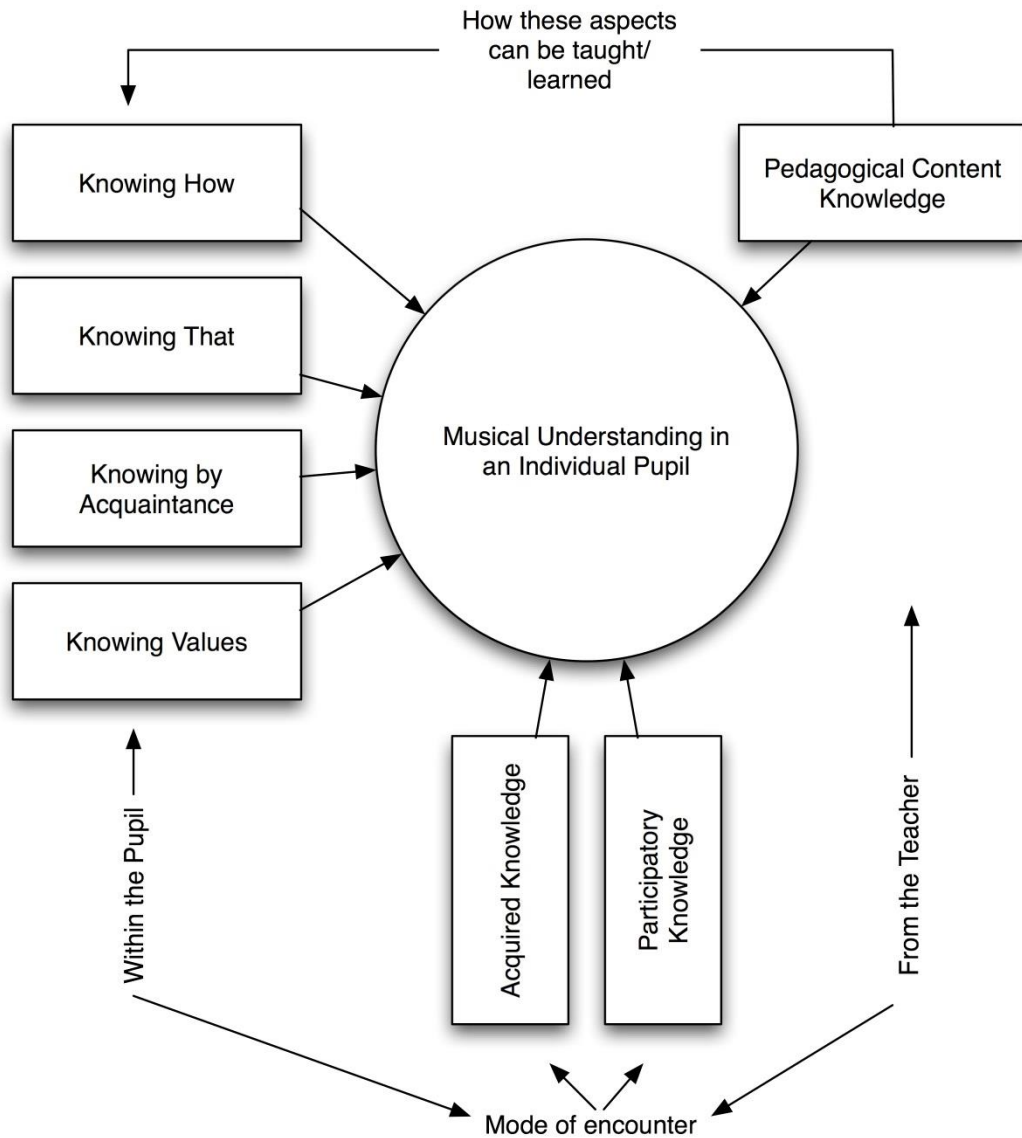 How these aspects
can be taught/
learned
Knowing How
Pedagogical Content
Knowledge
Knowing That
Musical Understanding in
an Individual Pupil
Knowing by
Acquaintance
Knowing Values
Within the Pupil
Acquired Knowledge
Participatory
Knowledge
From the Teacher
Mode of encounter